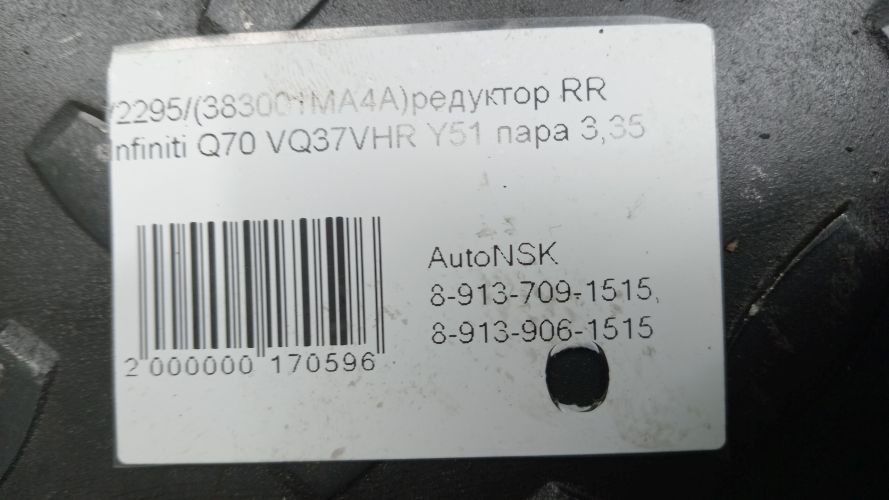 /2295/(383001MA4A)редуктор RR
Infiniti Q70 VQ37VHR Y51 пара 3,35
AutoNSK
8-913-709-1515,
8-913-906-1515
2 000000 170596